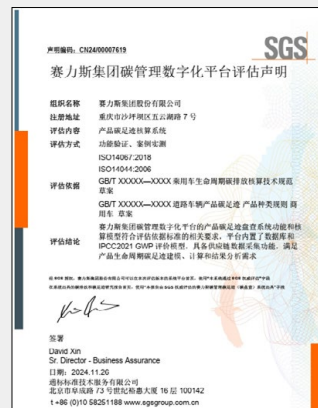 声明编码：CN24/00007619
SGS
赛力斯集团碳管理数字化平台评估声明
组织名称 赛力斯集团股份有限公司
注册地址 重庆市沙坪坝区五云湖路 7 号
评估内容 产品碳足迹核算系统
评估方式 功能验证、案例实测
ISO14067:2018
ISO14044:2006
评估依据 GB/T XXXXX—XXXX 乘用车生命周期碳排放核算技术规范
草案
GB/T XXXXX—XXXX 道路车辆产品碳足迹 产品种类规则 乘
用车 草案
赛力斯集团碳管理数字化平台的产品碳足迹盘查系统功能和核
算模型符合评估依据标准的相关要求，平台内置了数据库和
评估结论 IPCC2021 GWP 评价模型，具备供应链数据采集功能，满足
产品生命周期碳足迹建模、计算和结果分析需求
签署
David Xin
Sr. Director - Business Assurance
日期：2024.11.26
通标标准技术服务有限公司
北京市阜成路 73 号世纪裕惠大厦 16 层 100142
t +86 (0)10 58251188 www.sgsgroup.com.cn